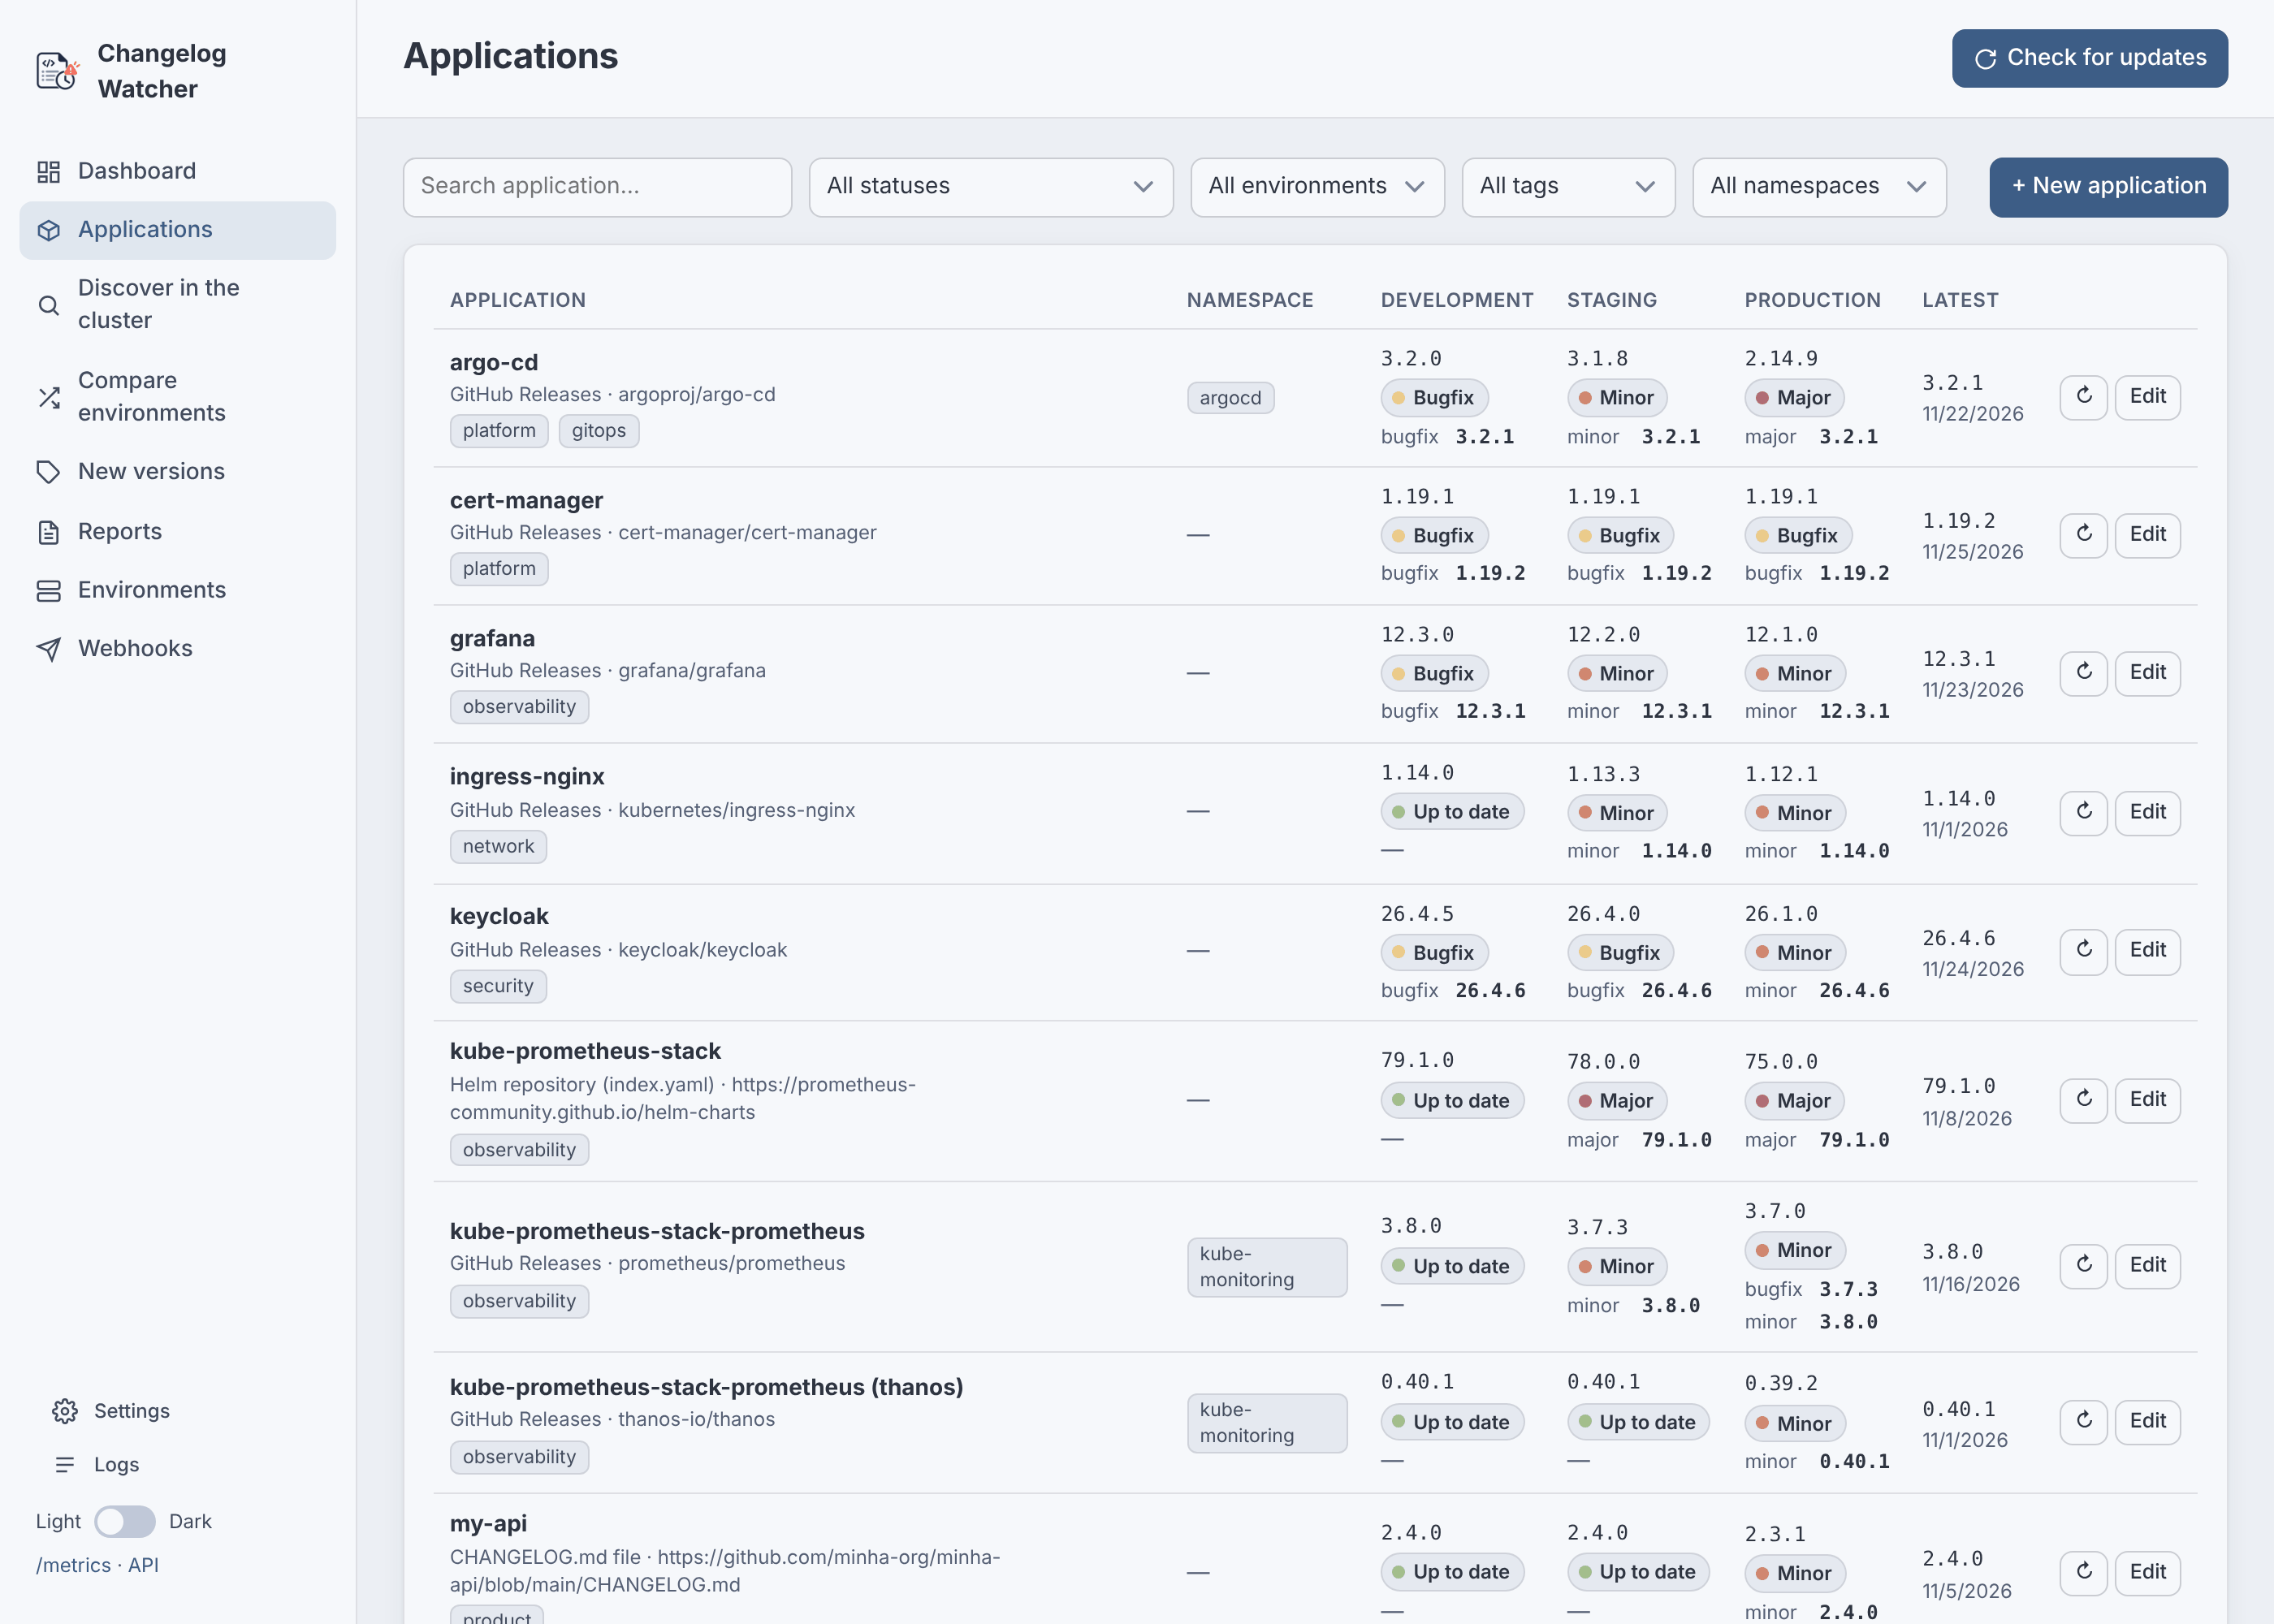 Changelog
Watcher
Dashboard
Applications
Discover in the
cluster
Compare
environments
New versions
Reports
Environments
Webhooks
Settings
Logs
Light Dark
/metrics · API
Applications
Check for updates
Search application...
All statuses
All environments
All tags
All namespaces
+ New application
APPLICATION NAMESPACE DEVELOPMENT STAGING PRODUCTION LATEST
argo-cd
GitHub Releases · argoproj/argo-cd
platform gitops
argocd
3.2.0
Bugfix
bugfix 3.2.1
3.1.8
Minor
minor 3.2.1
2.14.9
Major
major 3.2.1
3.2.1
11/22/2026
Edit
cert-manager
GitHub Releases · cert-manager/cert-manager
platform
—
1.19.1
Bugfix
bugfix 1.19.2
1.19.1
Bugfix
bugfix 1.19.2
1.19.1
Bugfix
bugfix 1.19.2
1.19.2
11/25/2026
Edit
grafana
GitHub Releases · grafana/grafana
observability
—
12.3.0
Bugfix
bugfix 12.3.1
12.2.0
Minor
minor 12.3.1
12.1.0
Minor
minor 12.3.1
12.3.1
11/23/2026
Edit
ingress-nginx
GitHub Releases · kubernetes/ingress-nginx
network
—
1.14.0
Up to date
—
1.13.3
Minor
minor 1.14.0
1.12.1
Minor
minor 1.14.0
1.14.0
11/1/2026
Edit
keycloak
GitHub Releases · keycloak/keycloak
security
—
26.4.5
Bugfix
bugfix 26.4.6
26.4.0
Bugfix
bugfix 26.4.6
26.1.0
Minor
minor 26.4.6
26.4.6
11/24/2026
Edit
kube-prometheus-stack
Helm repository (index.yaml) · https://prometheus-
community.github.io/helm-charts
observability
—
79.1.0
Up to date
—
78.0.0
Major
major 79.1.0
75.0.0
Major
major 79.1.0
79.1.0
11/8/2026
Edit
kube-prometheus-stack-prometheus
GitHub Releases · prometheus/prometheus
observability
kube-
monitoring
3.8.0
Up to date
—
3.7.3
Minor
minor 3.8.0
3.7.0
Minor
bugfix 3.7.3
minor 3.8.0
3.8.0
11/16/2026
Edit
kube-prometheus-stack-prometheus (thanos)
GitHub Releases · thanos-io/thanos
observability
kube-
monitoring
0.40.1
Up to date
—
0.40.1
Up to date
—
0.39.2
Minor
minor 0.40.1
0.40.1
11/1/2026
Edit
my-api
CHANGELOG.md file · https://github.com/minha-org/minha-
api/blob/main/CHANGELOG.md
product
—
2.4.0
Up to date
—
2.4.0
Up to date
—
2.3.1
Minor
minor 2.4.0
2.4.0
11/5/2026
Edit